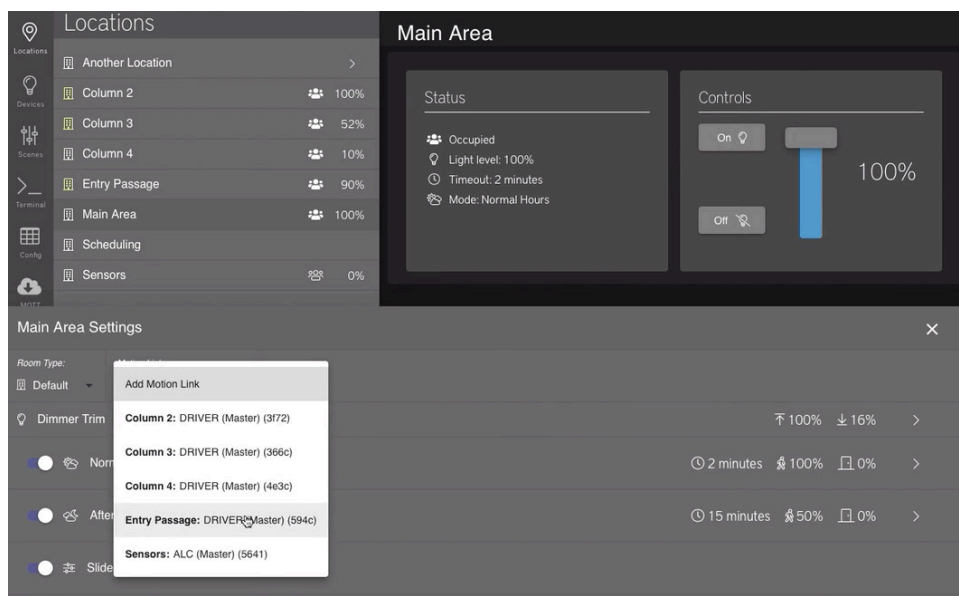 Locations
Locations
Another Location
Column 2 100%
Devices
Column 3 52%
Scenes
Column 4 10%
Entry Passage 90%
Terminal
Main Area 100%
Scheduling
Config
Sensors 0%
MQTT
Main Area
Status
Occupied
Light level: 100%
Timeout: 2 minutes
Mode: Normal Hours
Controls
On
100%
Off
Main Area Settings
Room Type:
Default
Add Motion Link
Column 2: DRIVER (Master) (3f72)
Column 3: DRIVER (Master) (366c)
Column 4: DRIVER (Master) (4e3c)
Entry Passage: DRIVER (Master) (594c)
Sensors: ALC (Master) (5641)
Dimmer Trim 100% 16%
Norm 2 minutes 100% 0%
After 15 minutes 50% 0%
Slide